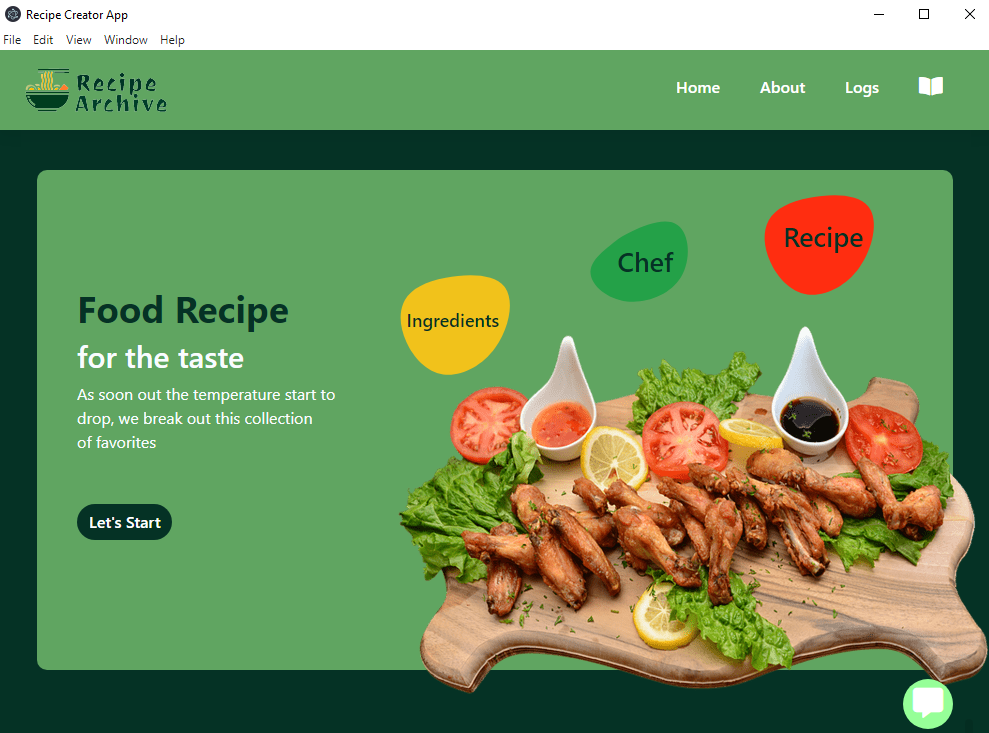 Recipe Creator App
File Edit View Window Help
Recipe
Archive
Home About Logs
Recipe
Chef
Ingredients
Food Recipe
for the taste
As soon out the temperature start to
drop, we break out this collection
of favorites
Let's Start